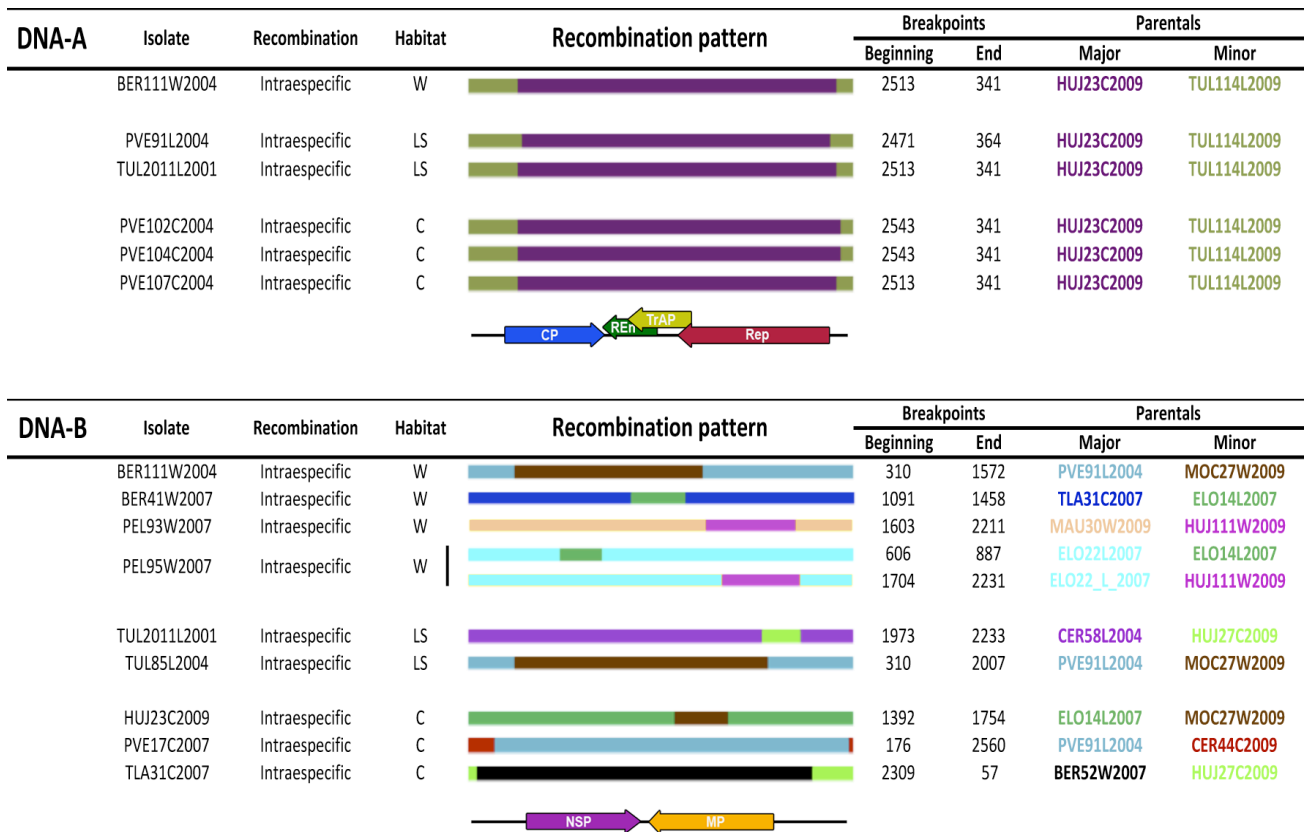 DNA-A Isolate Recombination Habitat Recombination pattern Breakpoints Parentals
Beginning End Major Minor
BER111W2004 Intraespecific W 2513 341 HUJ23C2009 TUL114L2009
PVE91L2004 Intraespecific LS 2471 364 HUJ23C2009 TUL114L2009
TUL2011L2001 Intraespecific LS 2513 341 HUJ23C2009 TUL114L2009
PVE102C2004 Intraespecific C 2543 341 HUJ23C2009 TUL114L2009
PVE104C2004 Intraespecific C 2543 341 HUJ23C2009 TUL114L2009
PVE107C2004 Intraespecific C 2513 341 HUJ23C2009 TUL114L2009
CP REn TrAP Rep
DNA-B Isolate Recombination Habitat Recombination pattern Breakpoints Parentals
Beginning End Major Minor
BER111W2004 Intraespecific W 310 1572 PVE91L2004 MOC27W2009
BER41W2007 Intraespecific W 1091 1458 TLA31C2007 ELO14L2007
PEL93W2007 Intraespecific W 1603 2211 MAU30W2009 HUJ111W2009
PEL95W2007 Intraespecific W 606 887 ELO22L2007 ELO14L2007
1704 2231 ELO22_L_2007 HUJ111W2009
TUL2011L2001 Intraespecific LS 1973 2233 CER58L2004 HUJ27C2009
TUL85L2004 Intraespecific LS 310 2007 PVE91L2004 MOC27W2009
HUJ23C2009 Intraespecific C 1392 1754 ELO14L2007 MOC27W2009
PVE17C2007 Intraespecific C 176 2560 PVE91L2004 CER44C2009
TLA31C2007 Intraespecific C 2309 57 BER52W2007 HUJ27C2009
NSP MP